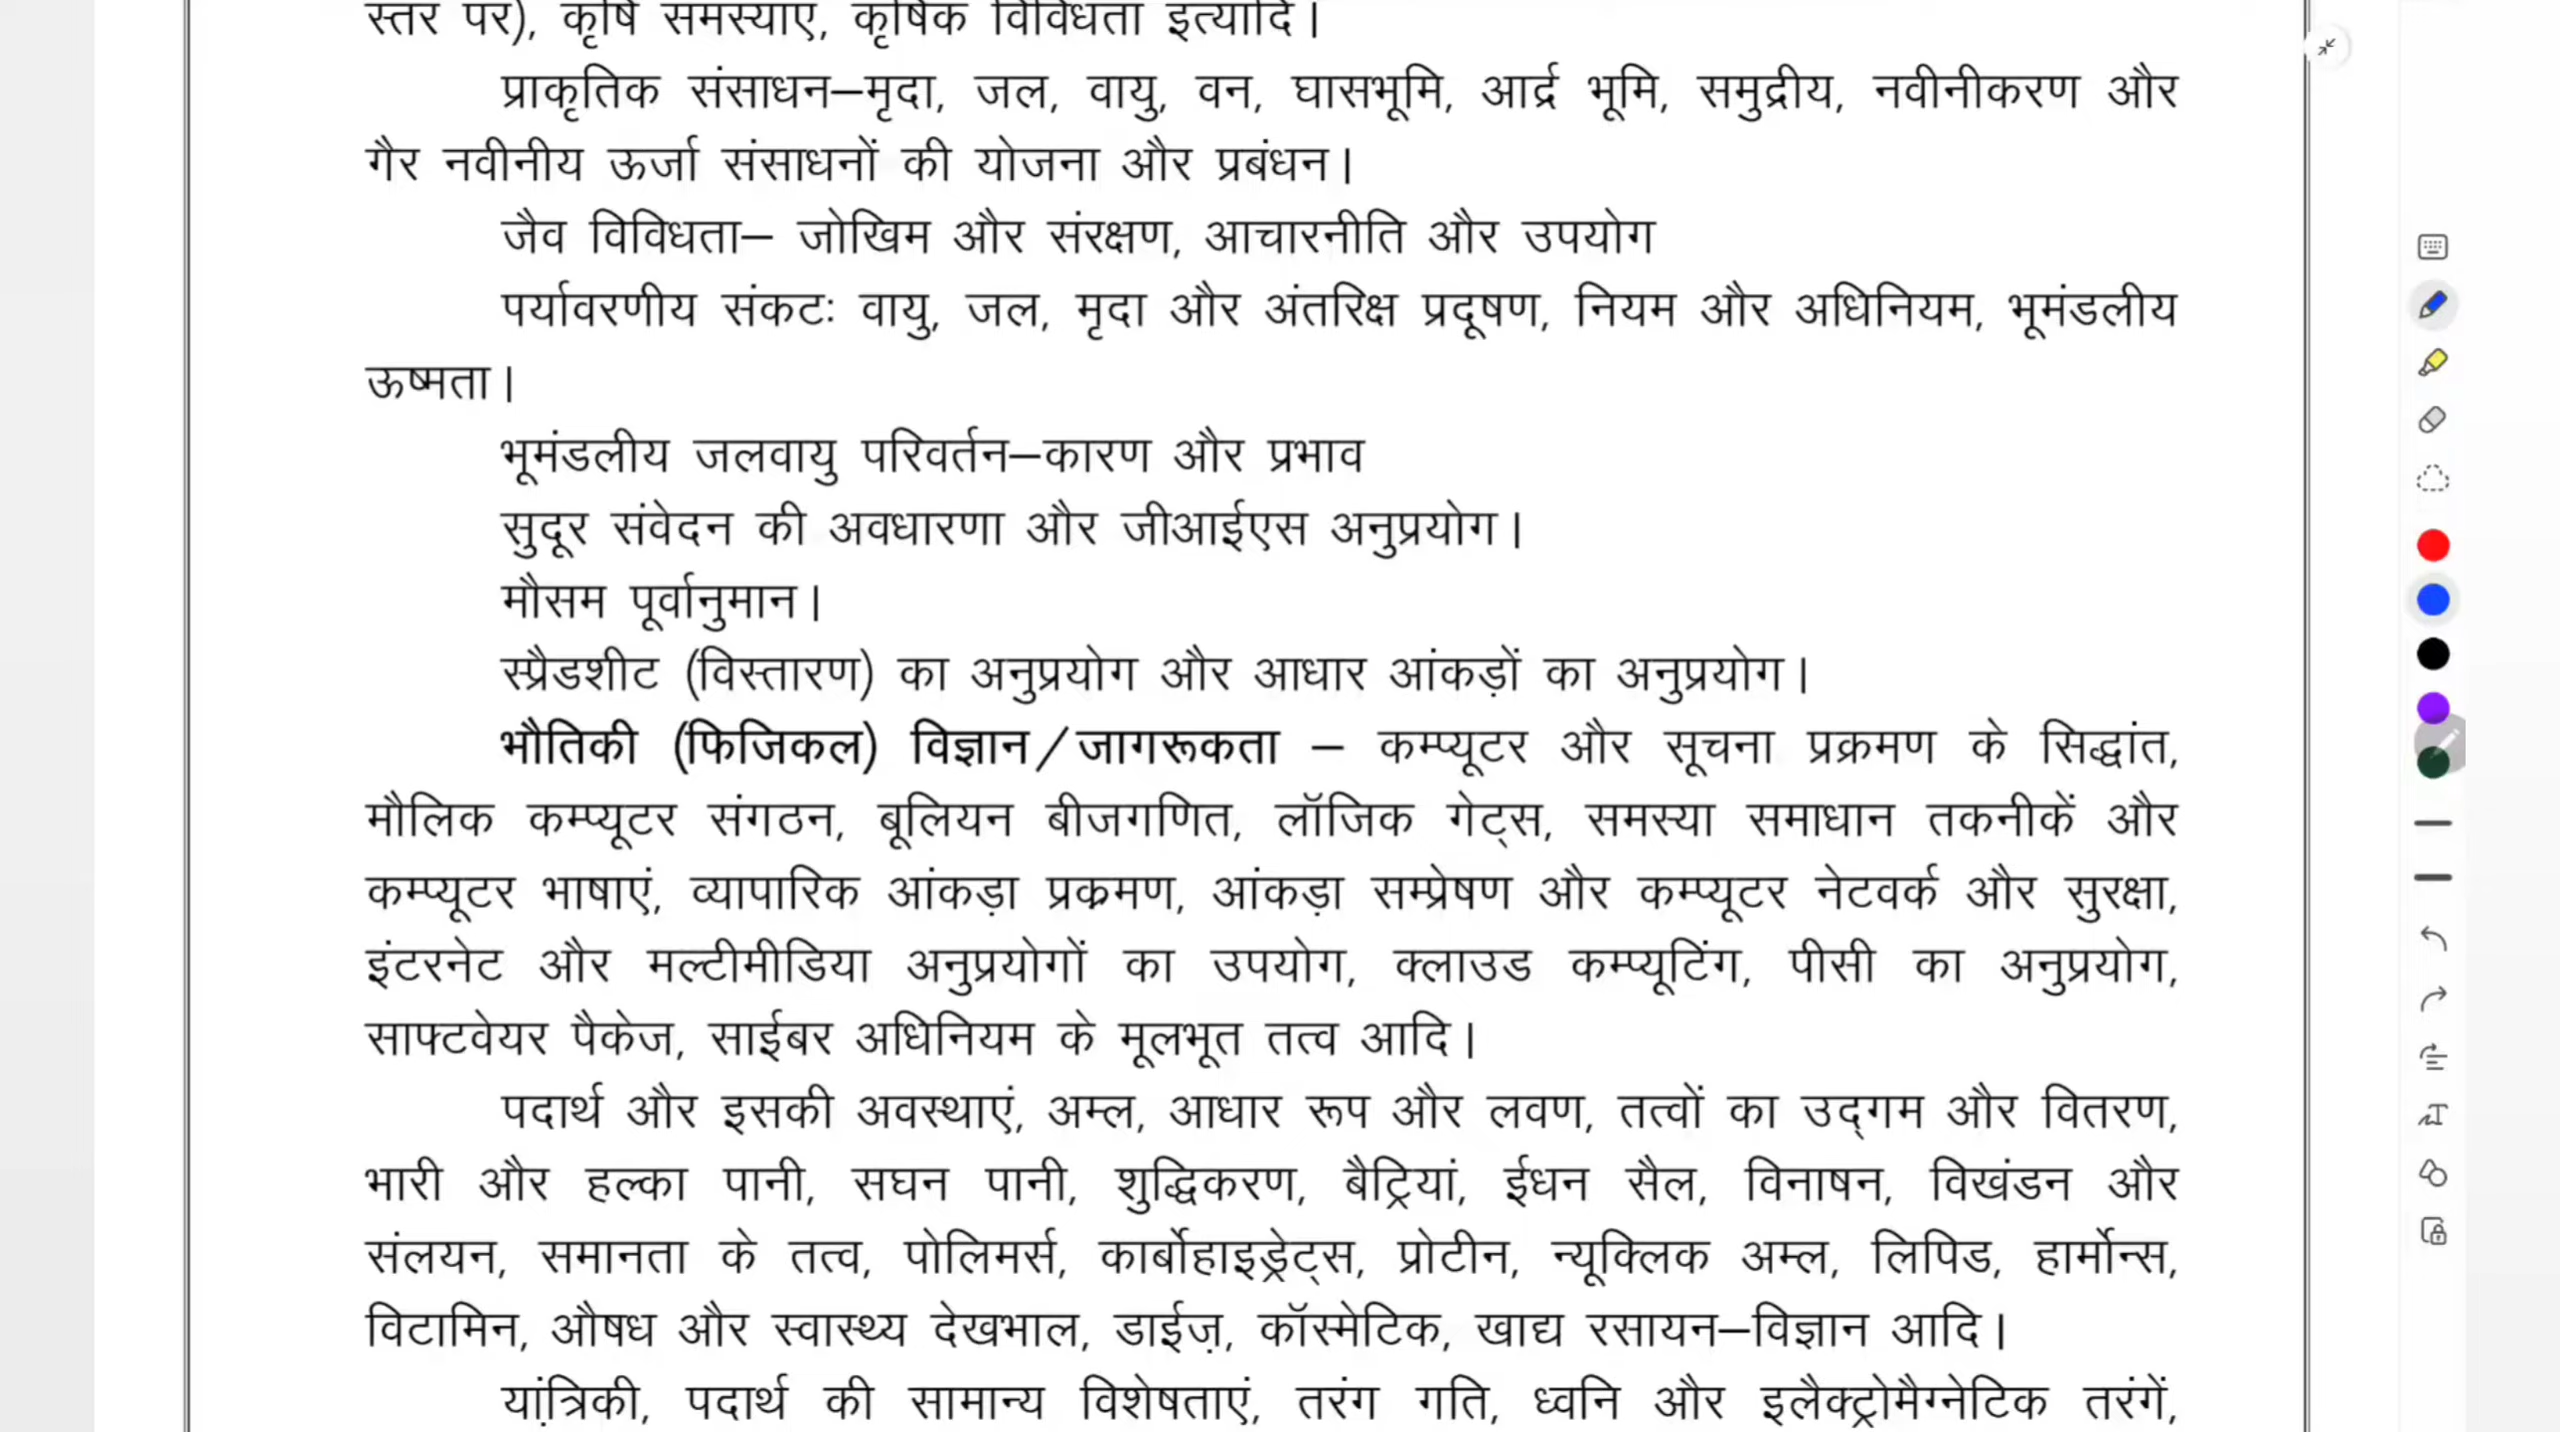 स्तर पर), कृषि समस्याएं, कृषिक विविधता इत्यादि।
प्राकृतिक संसाधन–मृदा, जल, वायु, वन, घासभूमि, आर्द्र भूमि, समुद्रीय, नवीनीकरण और
गैर नवीनीय ऊर्जा संसाधनों की योजना और प्रबंधन।
जैव विविधता– जोखिम और संरक्षण, आचारनीति और उपयोग
पर्यावरणीय संकटः वायु, जल, मृदा और अंतरिक्ष प्रदूषण, नियम और अधिनियम, भूमंडलीय
ऊष्मता।
भूमंडलीय जलवायु परिवर्तन–कारण और प्रभाव
सुदूर संवेदन की अवधारणा और जीआईएस अनुप्रयोग।
मौसम पूर्वानुमान।
स्प्रैडशीट (विस्तारण) का अनुप्रयोग और आधार आंकड़ों का अनुप्रयोग।
भौतिकी (फिजिकल) विज्ञान/जागरूकता – कम्प्यूटर और सूचना प्रक्रमण के सिद्धांत,
मौलिक कम्प्यूटर संगठन, बूलियन बीजगणित, लॉजिक गेट्स, समस्या समाधान तकनीकें और
कम्प्यूटर भाषाएं, व्यापारिक आंकड़ा प्रक्रमण, आंकड़ा सम्प्रेषण और कम्प्यूटर नेटवर्क और सुरक्षा,
इंटरनेट और मल्टीमीडिया अनुप्रयोगों का उपयोग, क्लाउड कम्प्यूटिंग, पीसी का अनुप्रयोग,
साफ्टवेयर पैकेज, साईबर अधिनियम के मूलभूत तत्व आदि।
पदार्थ और इसकी अवस्थाएं, अम्ल, आधार रूप और लवण, तत्वों का उद्गम और वितरण,
भारी और हल्का पानी, सघन पानी, शुद्धिकरण, बैट्रियां, ईधन सैल, विनाषन, विखंडन और
संलयन, समानता के तत्व, पोलिमर्स, कार्बोहाइड्रेट्स, प्रोटीन, न्यूक्लिक अम्ल, लिपिड, हार्मोन्स,
विटामिन, औषध और स्वास्थ्य देखभाल, डाईज़, कॉस्मेटिक, खाद्य रसायन–विज्ञान आदि।
यांत्रिकी, पदार्थ की सामान्य विशेषताएं, तरंग गति, ध्वनि और इलैक्ट्रोमैग्नेटिक तरंगें,